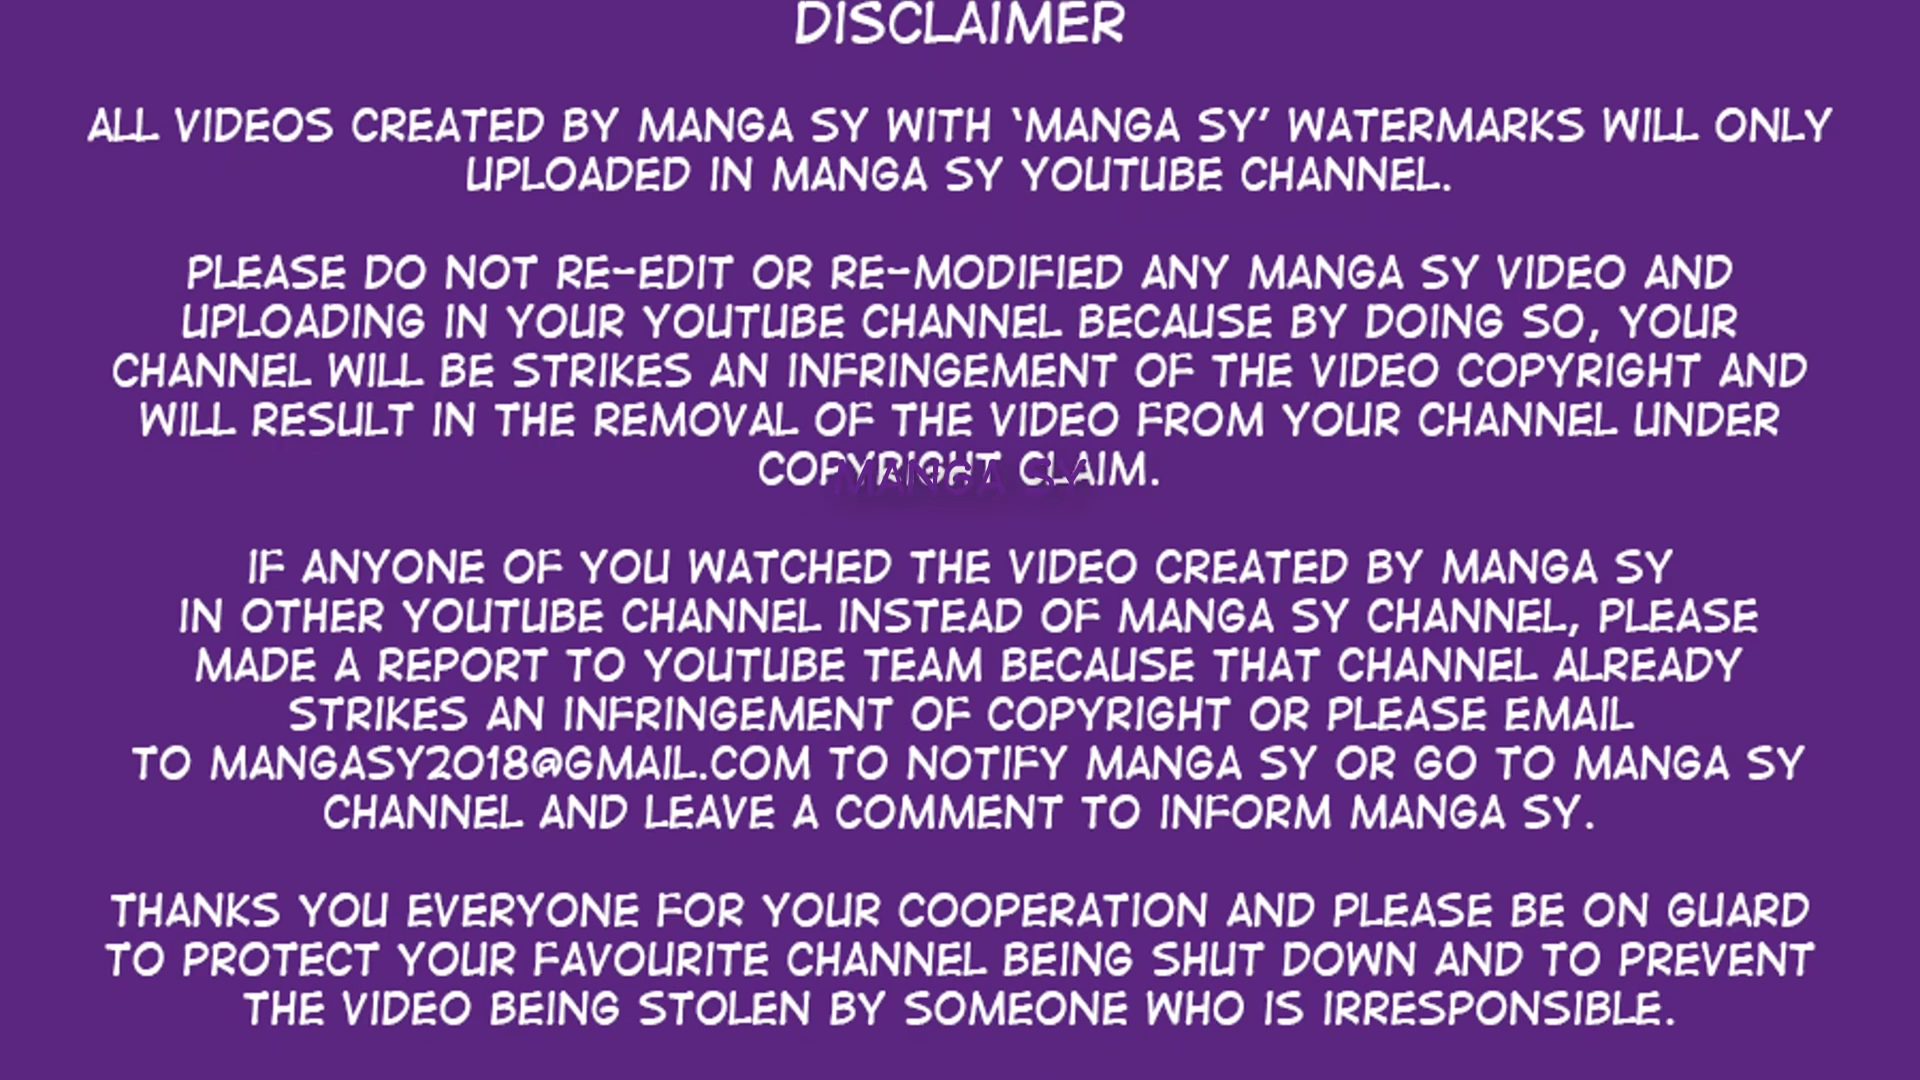 DISCLAIMER
ALL VIDEOS CREATED BY MANGA SY WITH 'MANGA SY' WATERMARKS WILL ONLY
UPLOADED IN MANGA SY YOUTUBE CHANNEL.
PLEASE DO NOT RE-EDIT OR RE-MODIFIED ANY MANGA SY VIDEO AND
UPLOADING IN YOUR YOUTUBE CHANNEL BECAUSE BY DOING SO, YOUR
CHANNEL WILL BE STRIKES AN INFRINGEMENT OF THE VIDEO COPYRIGHT AND
WILL RESULT IN THE REMOVAL OF THE VIDEO FROM YOUR CHANNEL UNDER
COPYRIGHT CLAIM.
MANGA SY
IF ANYONE OF YOU WATCHED THE VIDEO CREATED BY MANGA SY
IN OTHER YOUTUBE CHANNEL INSTEAD OF MANGA SY CHANNEL, PLEASE
MADE A REPORT TO YOUTUBE TEAM BECAUSE THAT CHANNEL ALREADY
STRIKES AN INFRINGEMENT OF COPYRIGHT OR PLEASE EMAIL
TO MANGASY2018@GMAIL.COM TO NOTIFY MANGA SY OR GO TO MANGA SY
CHANNEL AND LEAVE A COMMENT TO INFORM MANGA SY.
THANKS YOU EVERYONE FOR YOUR COOPERATION AND PLEASE BE ON GUARD
TO PROTECT YOUR FAVOURITE CHANNEL BEING SHUT DOWN AND TO PREVENT
THE VIDEO BEING STOLEN BY SOMEONE WHO IS IRRESPONSIBLE.